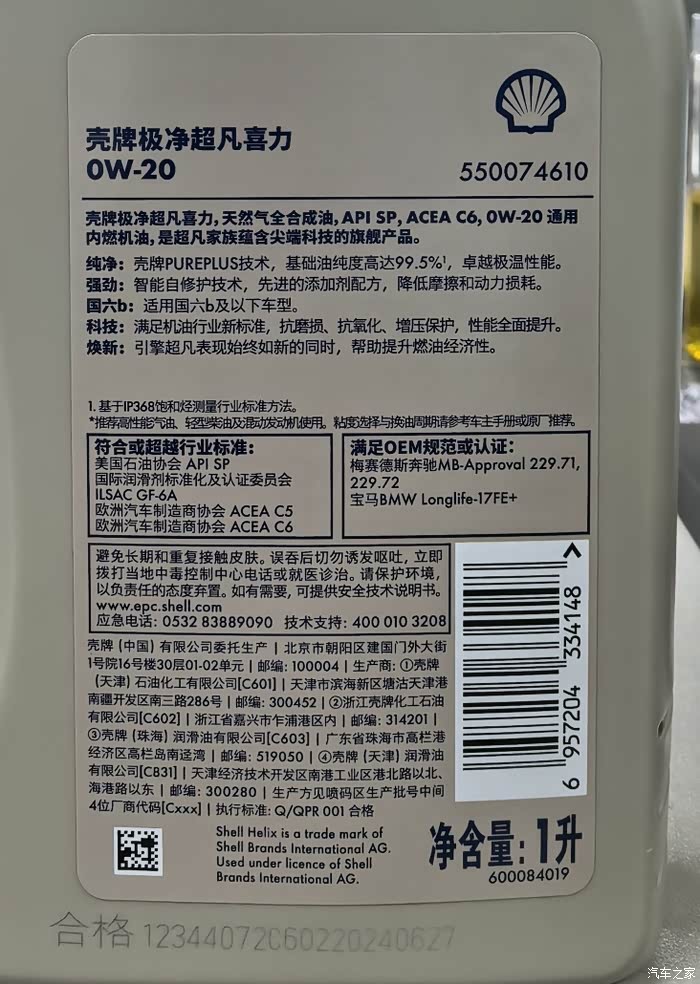 壳牌极净超凡喜力
0W-20
550074610
壳牌极净超凡喜力，天然气全合成油，API SP，ACEA C6，0W-20 通用
内燃机油，是超凡家族蕴含尖端科技的旗舰产品。
纯净：壳牌PUREPLUS技术，基础油纯度高达99.5%¹，卓越极温性能。
强劲：智能自修护技术，先进的添加剂配方，降低摩擦和动力损耗。
国六b：适用国六b及以下车型。
科技：满足机油行业新标准，抗磨损、抗氧化、增压保护，性能全面提升。
焕新：引擎超凡表现始终如新的同时，帮助提升燃油经济性。
1. 基于IP368饱和烃测量行业标准方法。
*推荐高性能汽油、轻型柴油及混动发动机使用。粘度选择与换油周期请参考车主手册或原厂推荐。
符合或超越行业标准：
美国石油协会 API SP
国际润滑剂标准化及认证委员会
ILSAC GF-6A
欧洲汽车制造商协会 ACEA C5
欧洲汽车制造商协会 ACEA C6
满足OEM规范或认证：
梅赛德斯奔驰MB-Approval 229.71,
229.72
宝马BMW Longlife-17FE+
避免长期和重复接触皮肤。误吞后切勿诱发呕吐，立即
拨打当地中毒控制中心电话或就医诊治。请保护环境，
以负责任的态度弃置。如有需要，可提供安全技术说明书。
www.epc.shell.com
应急电话：0532 83889090 技术支持：400 010 3208
壳牌（中国）有限公司委托生产 | 北京市朝阳区建国门外大街
1号院16号楼30层01-02单元 | 邮编：100004 | 生产商：①壳牌
（天津）石油化工有限公司[C601] | 天津市滨海新区塘沽天津港
南疆开发区南三路286号 | 邮编：300452 | ②浙江壳牌化工石油
有限公司[C602] | 浙江省嘉兴市乍浦港区内 | 邮编：314201 |
③壳牌（珠海）润滑油有限公司[C603] | 广东省珠海市高栏港
经济区高栏岛南迳湾 | 邮编：519050 | ④壳牌（天津）润滑油
有限公司[C831] | 天津经济技术开发区南港工业区港北路以北、
海港路以东 | 邮编：300280 | 生产方见喷码区生产批号中间
4位厂商代码[Cxxx] | 执行标准：Q/QPR 001 合格
6 957204 334148
Shell Helix is a trade mark of
Shell Brands International AG.
Used under licence of Shell
Brands International AG.
净含量：1升
600084019
合格 12344072C60220240627
汽车之家